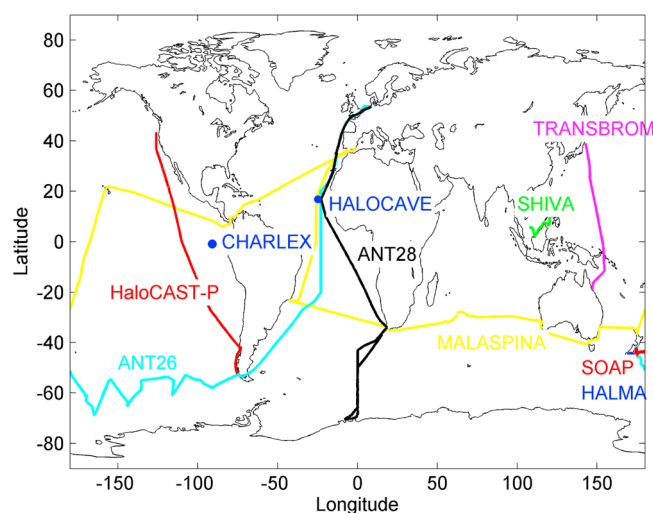 80
60
40
20
0
-20
-40
-60
-80
Latitude
TRANSBROM
HALOCAVE
SHIVA
CHARLEX
ANT28
HaloCAST-P
MALASPINA
ANT26
SOAP
HALMA
-150 -100 -50 0 50 100 150
Longitude